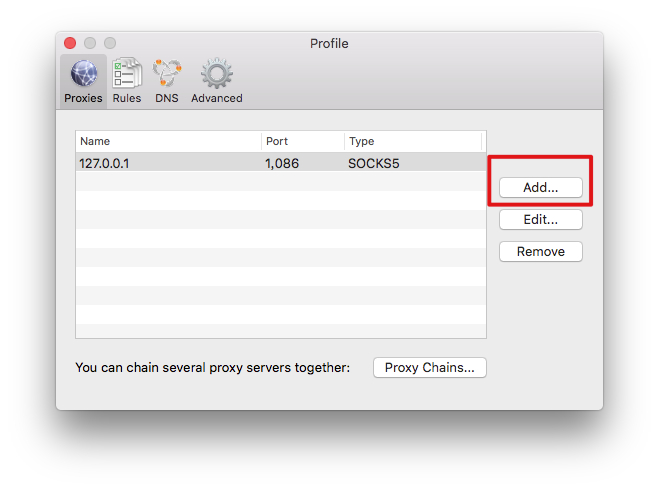 Profile
Proxies Rules DNS Advanced
Name Port Type
127.0.0.1 1,086 SOCKS5
Add...
Edit...
Remove
You can chain several proxy servers together: Proxy Chains...